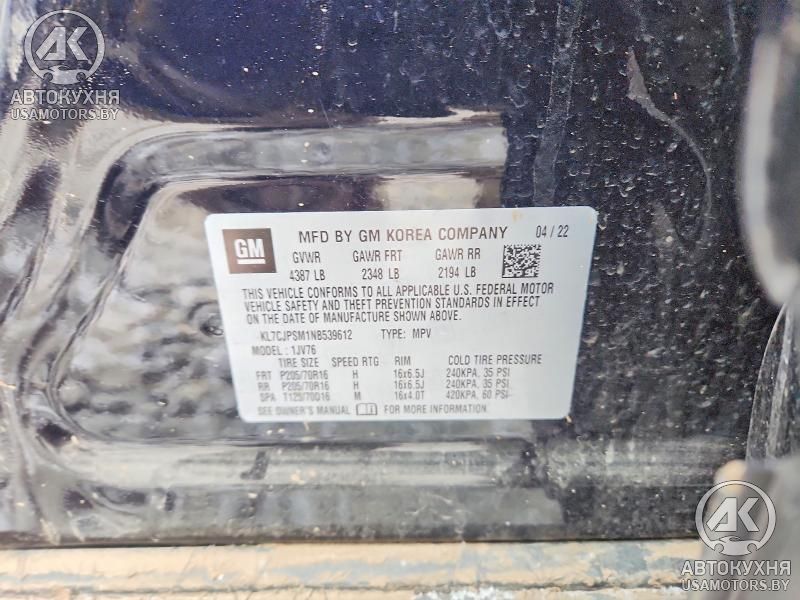 АВТОКУХНЯ
USAMOTORS.BY
GM
MFD BY GM KOREA COMPANY 04 / 22
GVWR GAWR FRT GAWR RR
4387 LB 2348 LB 2194 LB
THIS VEHICLE CONFORMS TO ALL APPLICABLE U.S. FEDERAL MOTOR
VEHICLE SAFETY AND THEFT PREVENTION STANDARDS IN EFFECT
ON THE DATE OF MANUFACTURE SHOWN ABOVE.
KL7CJPSM1NB539612 TYPE: MPV
MODEL: 1JV76
TIRE SIZE SPEED RTG RIM COLD TIRE PRESSURE
FRT P205/70R16 H 16x6.5J 240KPA, 35 PSI
RR P205/70R16 H 16x6.5J 240KPA, 35 PSI
SPA T125/70D16 M 16x4.0T 420KPA, 60 PSI
SEE OWNER'S MANUAL FOR MORE INFORMATION.
АВТОКУХНЯ
USAMOTORS.BY